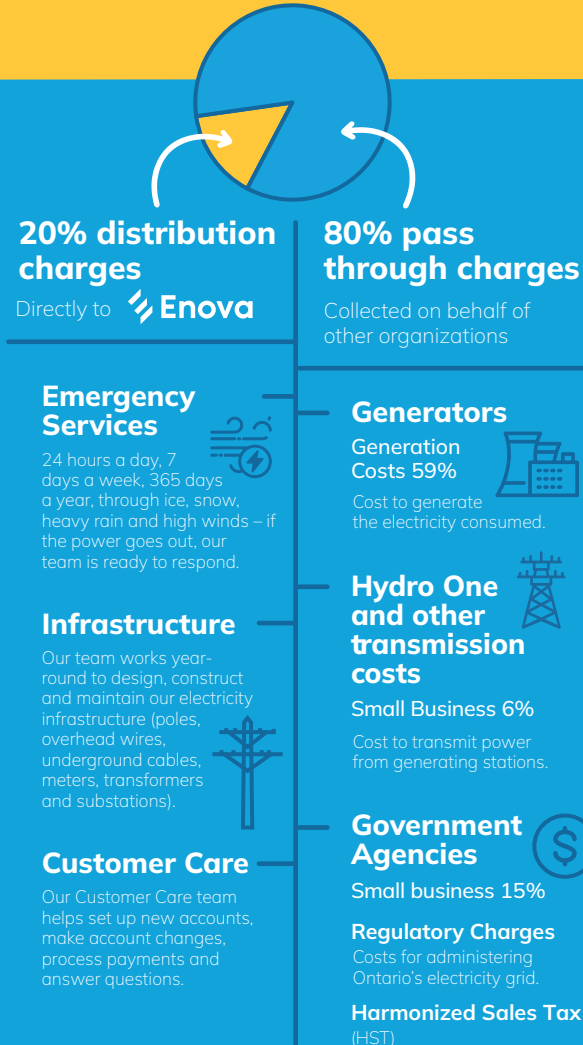 20% distribution
charges
Directly to Enova
Emergency
Services
24 hours a day, 7
days a week, 365 days
a year, through ice, snow,
heavy rain and high winds – if
the power goes out, our
team is ready to respond.
Infrastructure
Our team works year-
round to design, construct
and maintain our electricity
infrastructure (poles,
overhead wires,
underground cables,
meters, transformers
and substations).
Customer Care
Our Customer Care team
helps set up new accounts,
make account changes,
process payments and
answer questions.
80% pass
through charges
Collected on behalf of
other organizations
Generators
Generation
Costs 59%
Cost to generate
the electricity consumed.
Hydro One
and other
transmission
costs
Small Business 6%
Cost to transmit power
from generating stations.
Government
Agencies
$
Small business 15%
Regulatory Charges
Costs for administering
Ontario's electricity grid.
Harmonized Sales Tax
(HST)